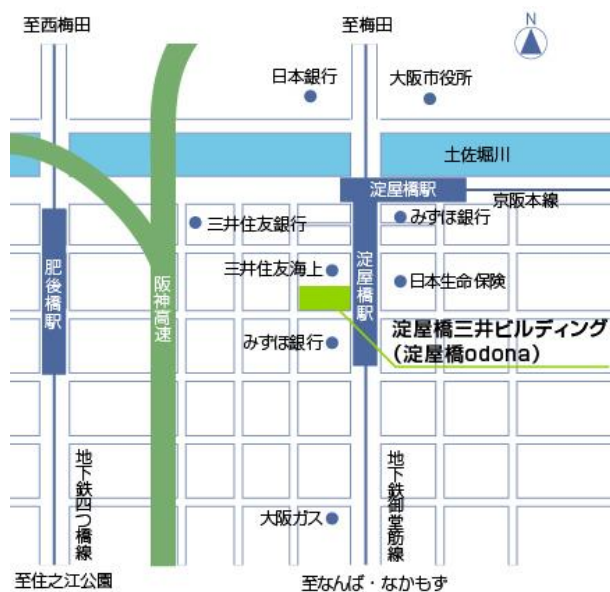 至西梅田
至梅田
N
日本銀行
大阪市役所
土佐堀川
淀屋橋駅
京阪本線
三井住友銀行
みずほ銀行
肥後橋駅
阪神高速
三井住友海上
淀屋橋駅
日本生命保険
淀屋橋三井ビルディング
(淀屋橋odona)
みずほ銀行
地下鉄四つ橋線
地下鉄御堂筋線
大阪ガス
至住之江公園
至なんば・なかもず